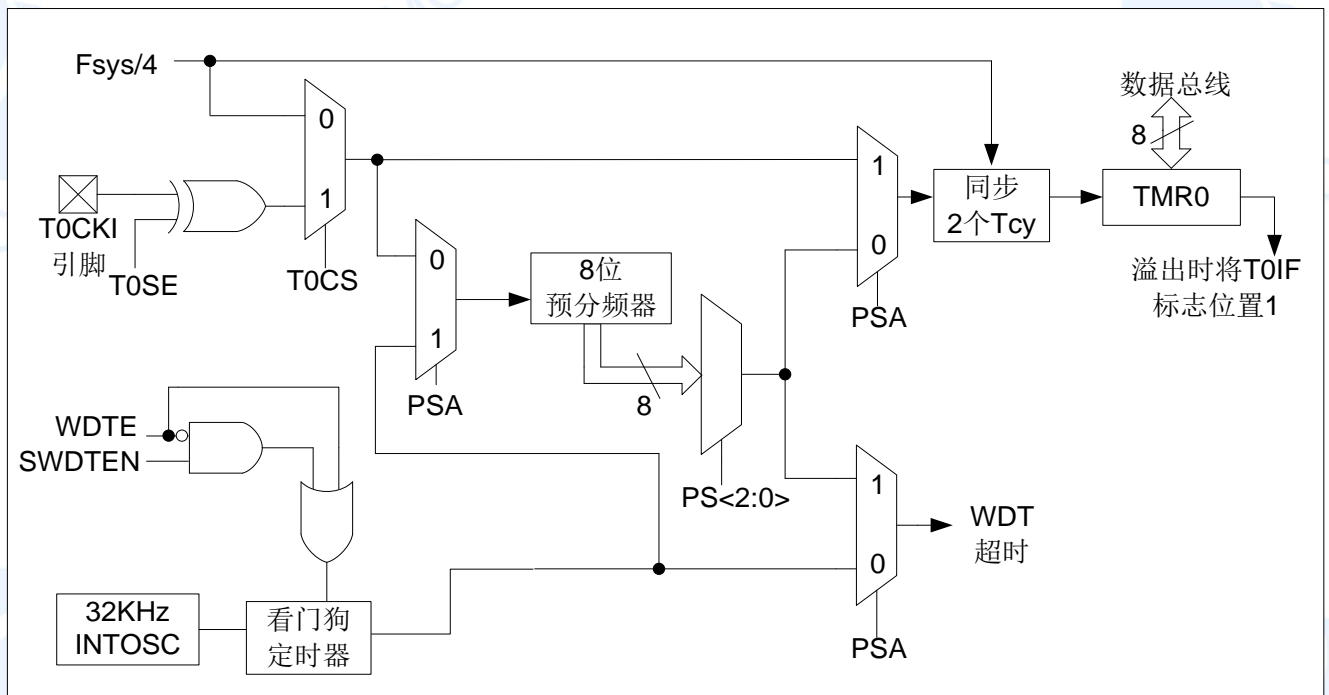 Fsys/4
数据总线
8
0
1
1
0
T0CKI
引脚
T0SE
T0CS
同步
2个Tcy
TMR0
溢出时将T0IF
标志位置1
PSA
0
1
PSA
8位
预分频器
8
PS<2:0>
WDTE
SWDTEN
1
0
WDT
超时
PSA
32KHz
INTOSC
看门狗
定时器